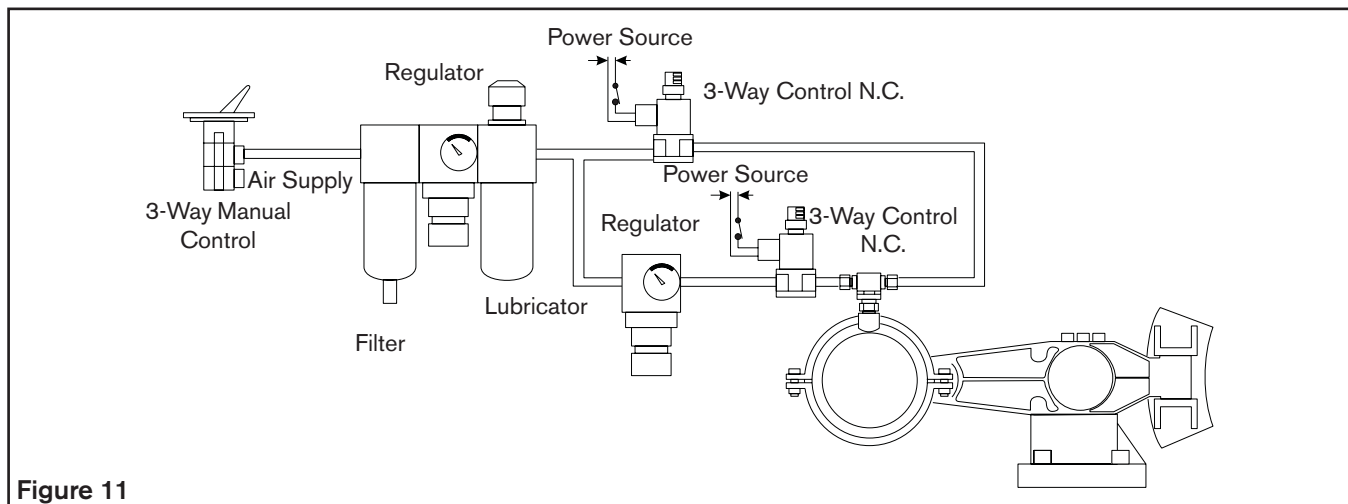 Power Source
Regulator
3-Way Control N.C.
Air Supply
3-Way Manual
Control
Power Source
Regulator
3-Way Control
N.C.
Lubricator
Filter
Figure 11